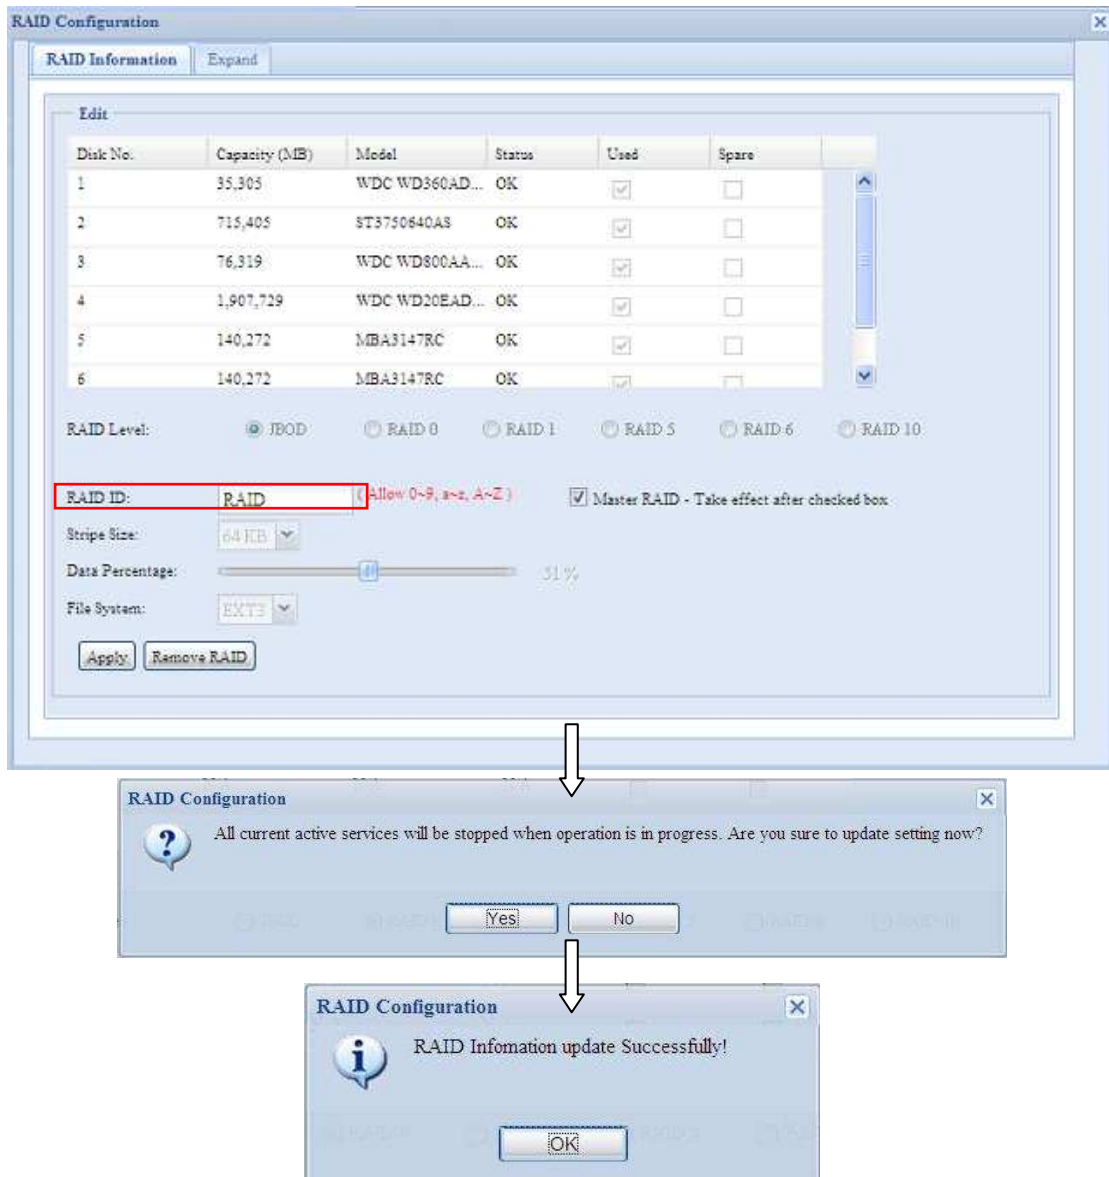 RAID Configuration
RAID Information Expand
Edit
Disk No. Capacity (MB) Model Status Used Spare
1 35,305 WDC WD360AD... OK
2 715,405 ST3750640AS OK
3 76,319 WDC WD800AA... OK
4 1,907,729 WDC WD20EAD... OK
5 140,272 MBA3147RC OK
6 140,272 MBA3147RC OK
RAID Level: JBOD RAID 0 RAID 1 RAID 5 RAID 6 RAID 10
RAID ID: RAID ( Allow 0~9, a~z, A~Z ) Master RAID - Take effect after checked box
Stripe Size: 64 KB
Data Percentage: 51 %
File System: EXT3
Apply Remove RAID
RAID Configuration
All current active services will be stopped when operation is in progress. Are you sure to update setting now?
Yes No
RAID Configuration
RAID Infomation update Successfully!
OK